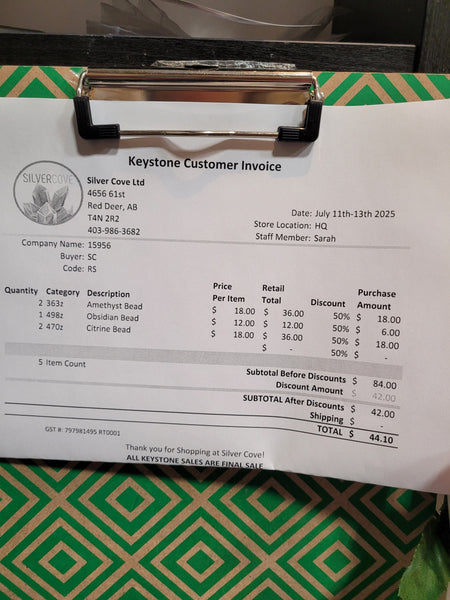 Keystone Customer Invoice
SILVERCOVE
Silver Cove Ltd
4656 61st
Red Deer, AB
T4N 2R2
403-986-3682
Date: July 11th-13th 2025
Store Location: HQ
Staff Member: Sarah
Company Name: 15956
Buyer: SC
Code: RS
Quantity Category Description Price Per Item Retail Total Discount Purchase Amount
2 363z Amethyst Bead $ 18.00 $ 36.00 50% $ 18.00
1 498z Obsidian Bead $ 12.00 $ 12.00 50% $ 6.00
2 470z Citrine Bead $ 18.00 $ 36.00 50% $ 18.00
$ - 50% $ -
5 Item Count
Subtotal Before Discounts $ 84.00
Discount Amount $ 42.00
SUBTOTAL After Discounts $ 42.00
Shipping $ -
TOTAL $ 44.10
GST #: 797981495 RT0001
Thank you for Shopping at Silver Cove!
ALL KEYSTONE SALES ARE FINAL SALE